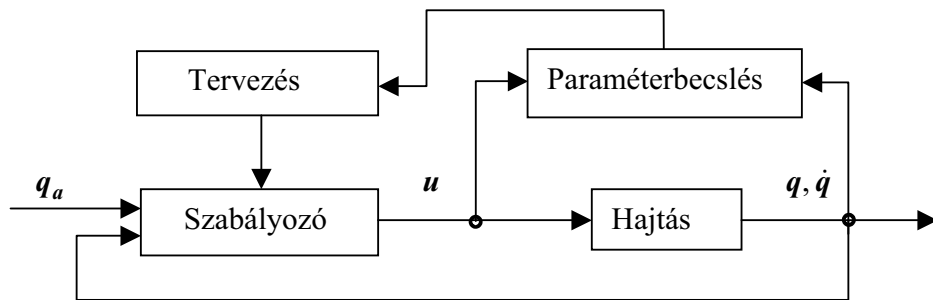 Tervezés
Paraméterbecslés
q_a
u
q, q̇
Szabályozó
Hajtás